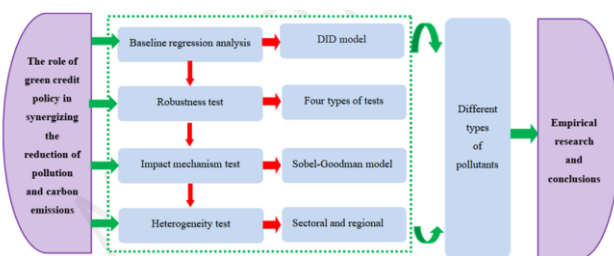 The role of
green credit
policy in
synergizing
the
reduction of
pollution
and carbon
emissions
Baseline regression analysis
DID model
Robustness test
Four types of tests
Impact mechanism test
Sobel-Goodman model
Heterogeneity test
Sectoral and regional
Different
types
of
pollutants
Empirical
research
and
conclusions